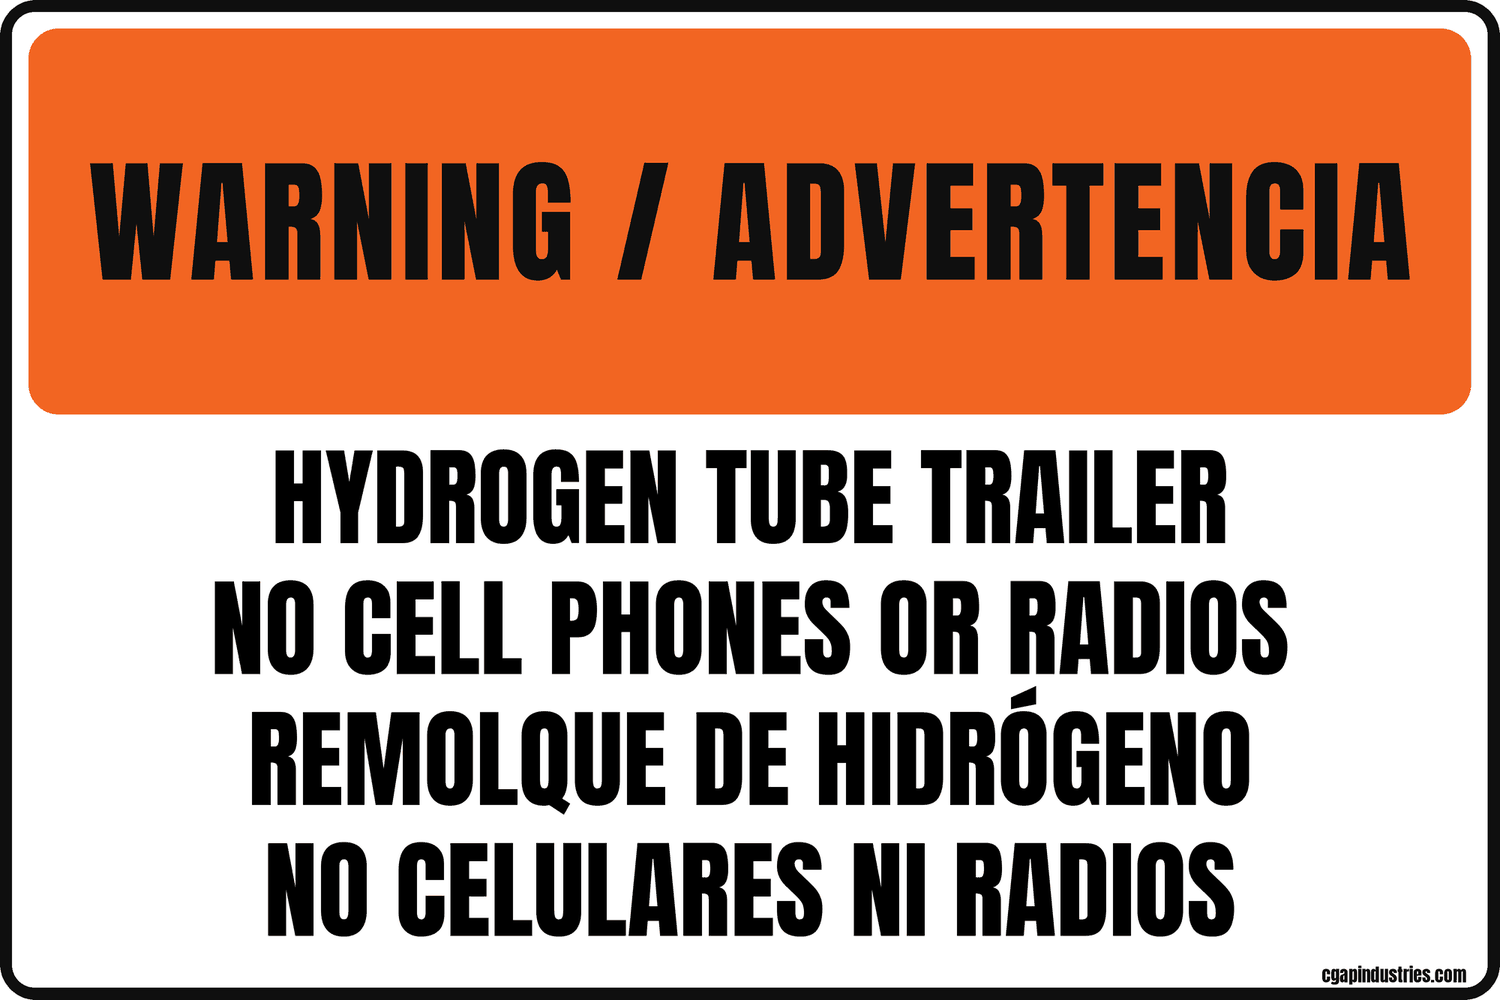 WARNING / ADVERTENCIA
HYDROGEN TUBE TRAILER
NO CELL PHONES OR RADIOS
REMOLQUE DE HIDRÓGENO
NO CELULARES NI RADIOS
cgapindustries.com